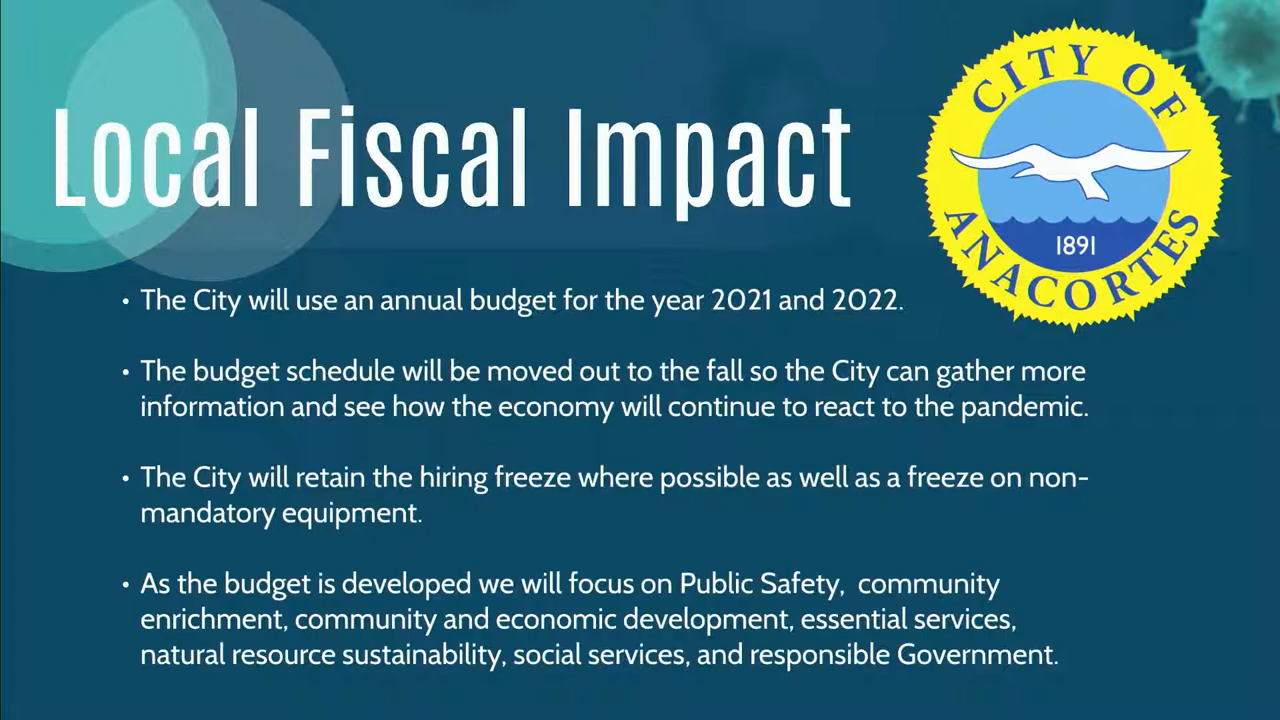 CITY OF
ANACORTES
1891
Local Fiscal Impact
• The City will use an annual budget for the year 2021 and 2022.
• The budget schedule will be moved out to the fall so the City can gather more
information and see how the economy will continue to react to the pandemic.
• The City will retain the hiring freeze where possible as well as a freeze on non-
mandatory equipment.
• As the budget is developed we will focus on Public Safety,  community
enrichment, community and economic development, essential services,
natural resource sustainability, social services, and responsible Government.